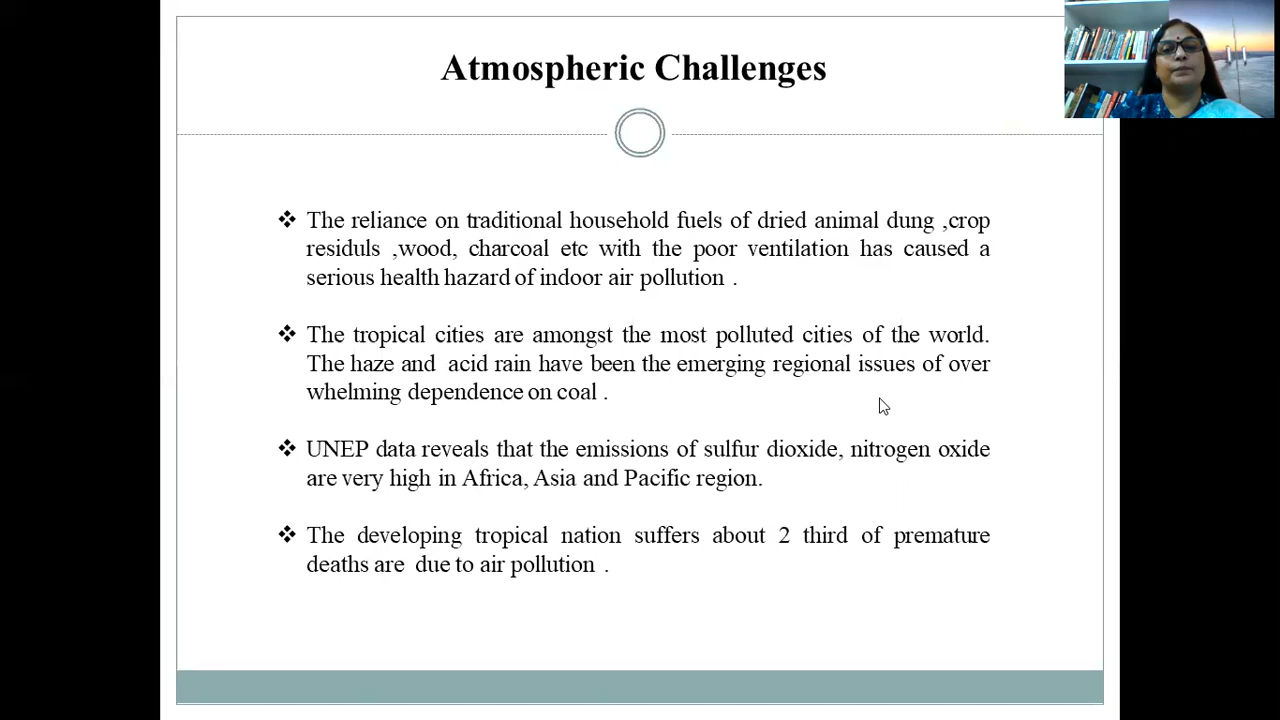 Atmospheric Challenges
The reliance on traditional household fuels of dried animal dung ,crop
residuls ,wood, charcoal etc with the poor ventilation has caused a
serious health hazard of indoor air pollution .
The tropical cities are amongst the most polluted cities of the world.
The haze and acid rain have been the emerging regional issues of over
whelming dependence on coal .
UNEP data reveals that the emissions of sulfur dioxide, nitrogen oxide
are very high in Africa, Asia and Pacific region.
The developing tropical nation suffers about 2 third of premature
deaths are due to air pollution .